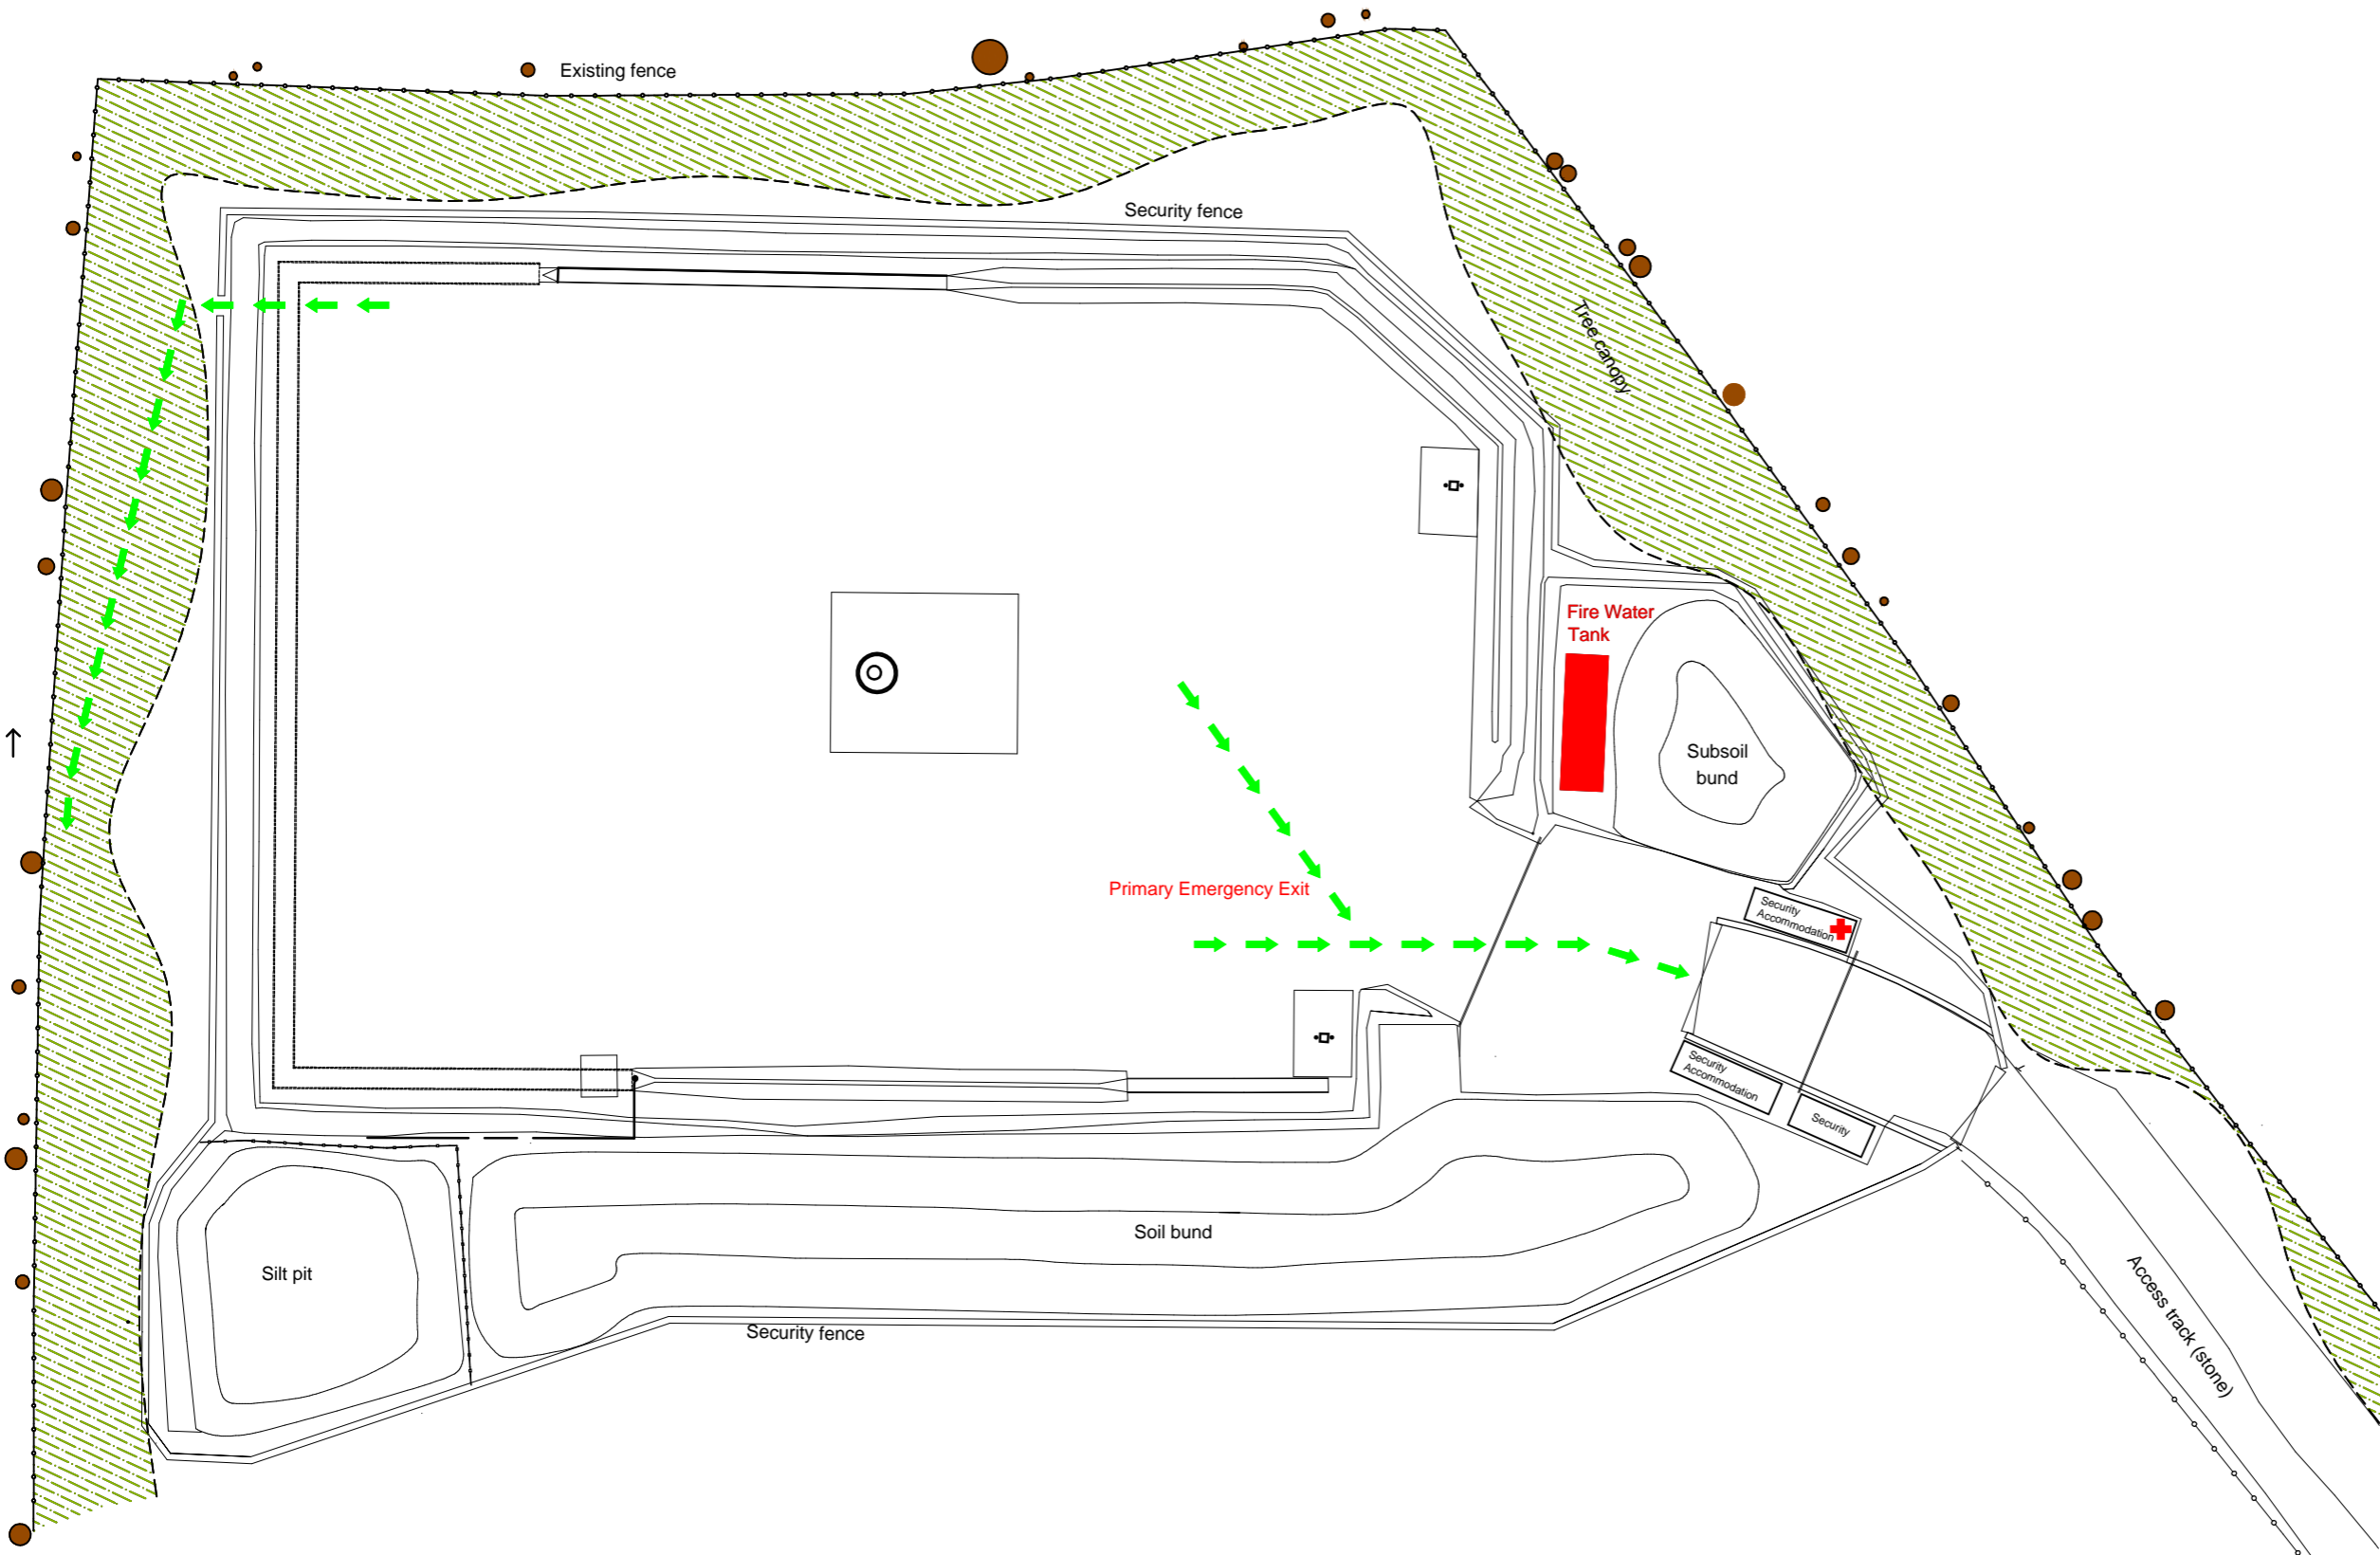 Existing fence
Security fence
Tree canopy
Fire Water
Tank
Subsoil
bund
Primary Emergency Exit
Security
Accommodation
Security
Accommodation
Security
Soil bund
Silt pit
Security fence
Access track (stone)